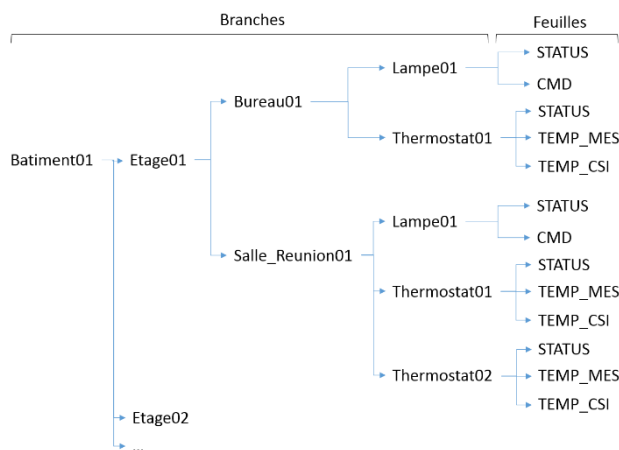 Branches
Feuilles
Batiment01
Etage01
Bureau01
Lampe01
STATUS
CMD
Thermostat01
STATUS
TEMP_MES
TEMP_CSI
Salle_Reunion01
Lampe01
STATUS
CMD
Thermostat01
STATUS
TEMP_MES
TEMP_CSI
Thermostat02
STATUS
TEMP_MES
TEMP_CSI
Etage02
...